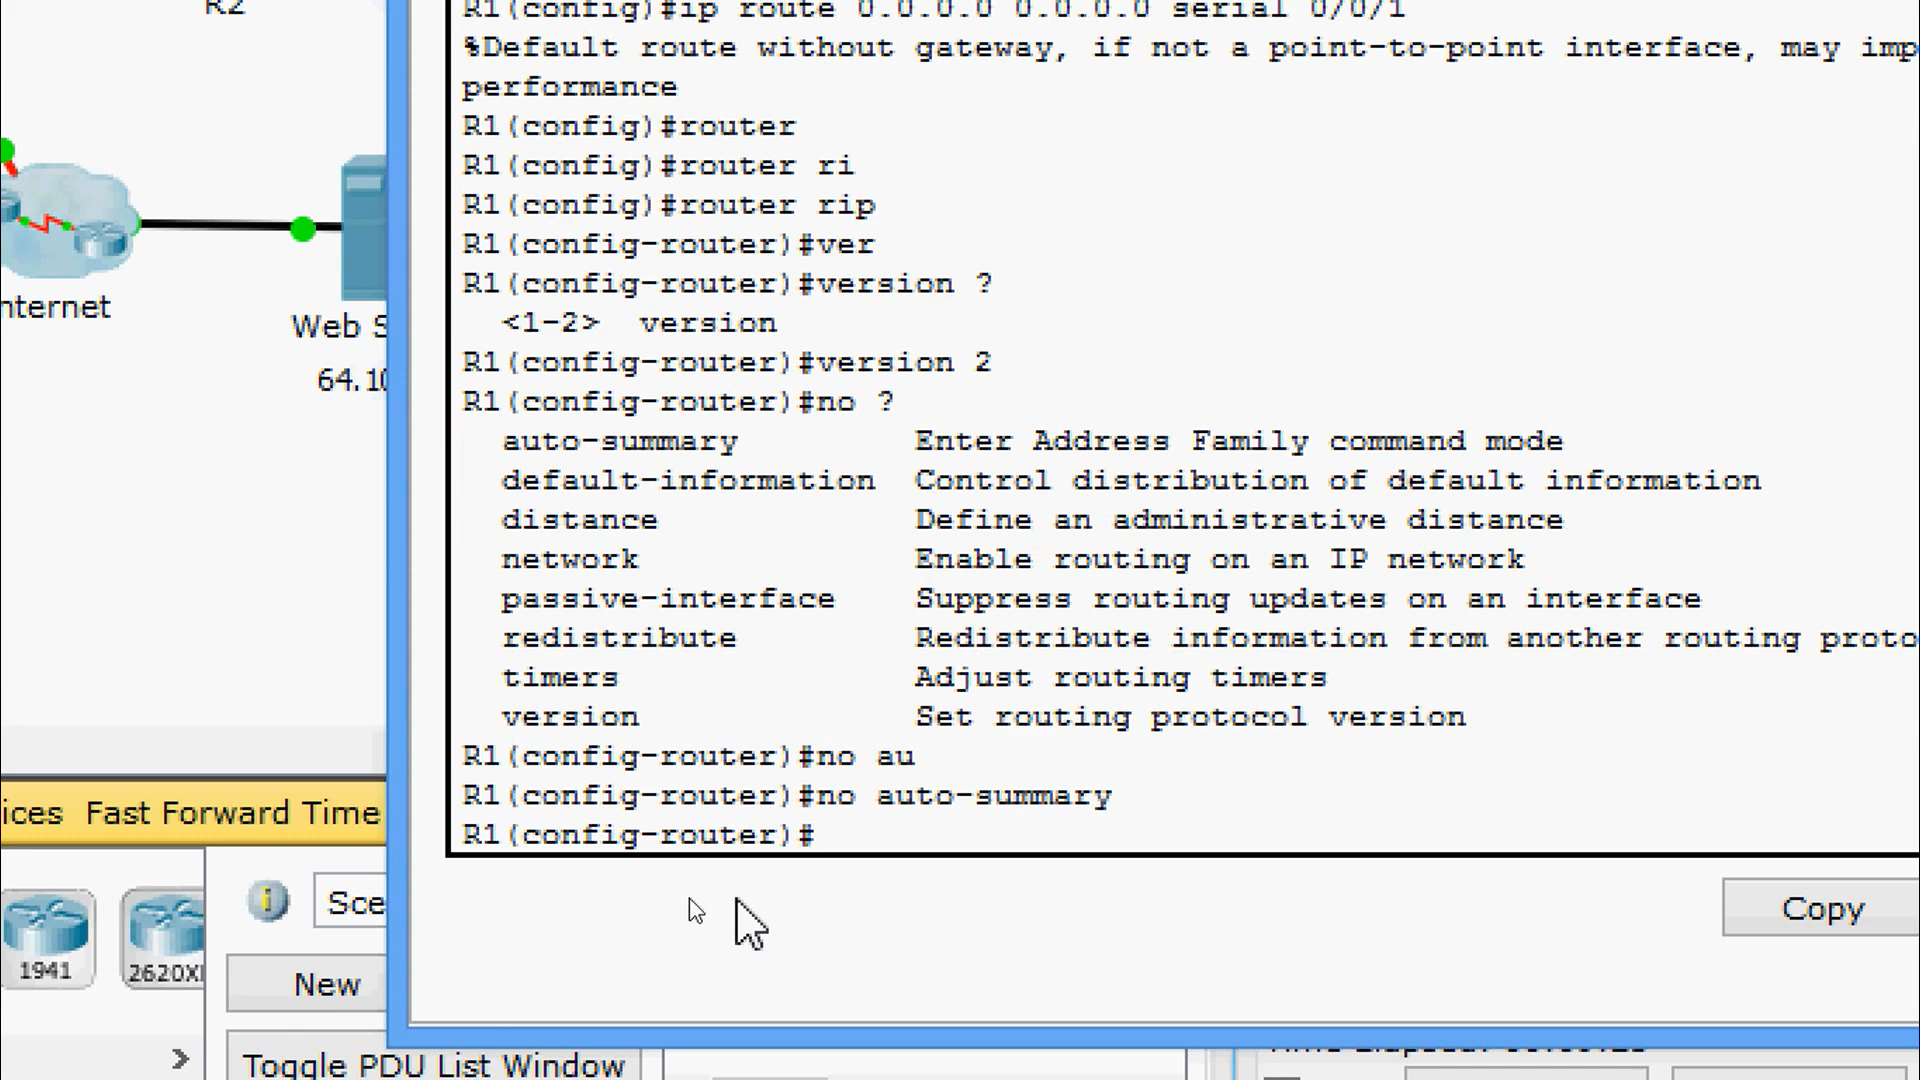 R2
R1(config)#ip route 0.0.0.0 0.0.0.0 serial 0/0/1
%Default route without gateway, if not a point-to-point interface, may imp
performance
R1(config)#router
R1(config)#router ri
R1(config)#router rip
R1(config-router)#ver
R1(config-router)#version ?
<1-2> version
R1(config-router)#version 2
R1(config-router)#no ?
auto-summary Enter Address Family command mode
default-information Control distribution of default information
distance Define an administrative distance
network Enable routing on an IP network
passive-interface Suppress routing updates on an interface
redistribute Redistribute information from another routing proto
timers Adjust routing timers
version Set routing protocol version
R1(config-router)#no au
R1(config-router)#no auto-summary
R1(config-router)#
nternet
Web S
64.10
ices Fast Forward Time
1941
2620X
Sce
New
Toggle PDU List Window
Copy